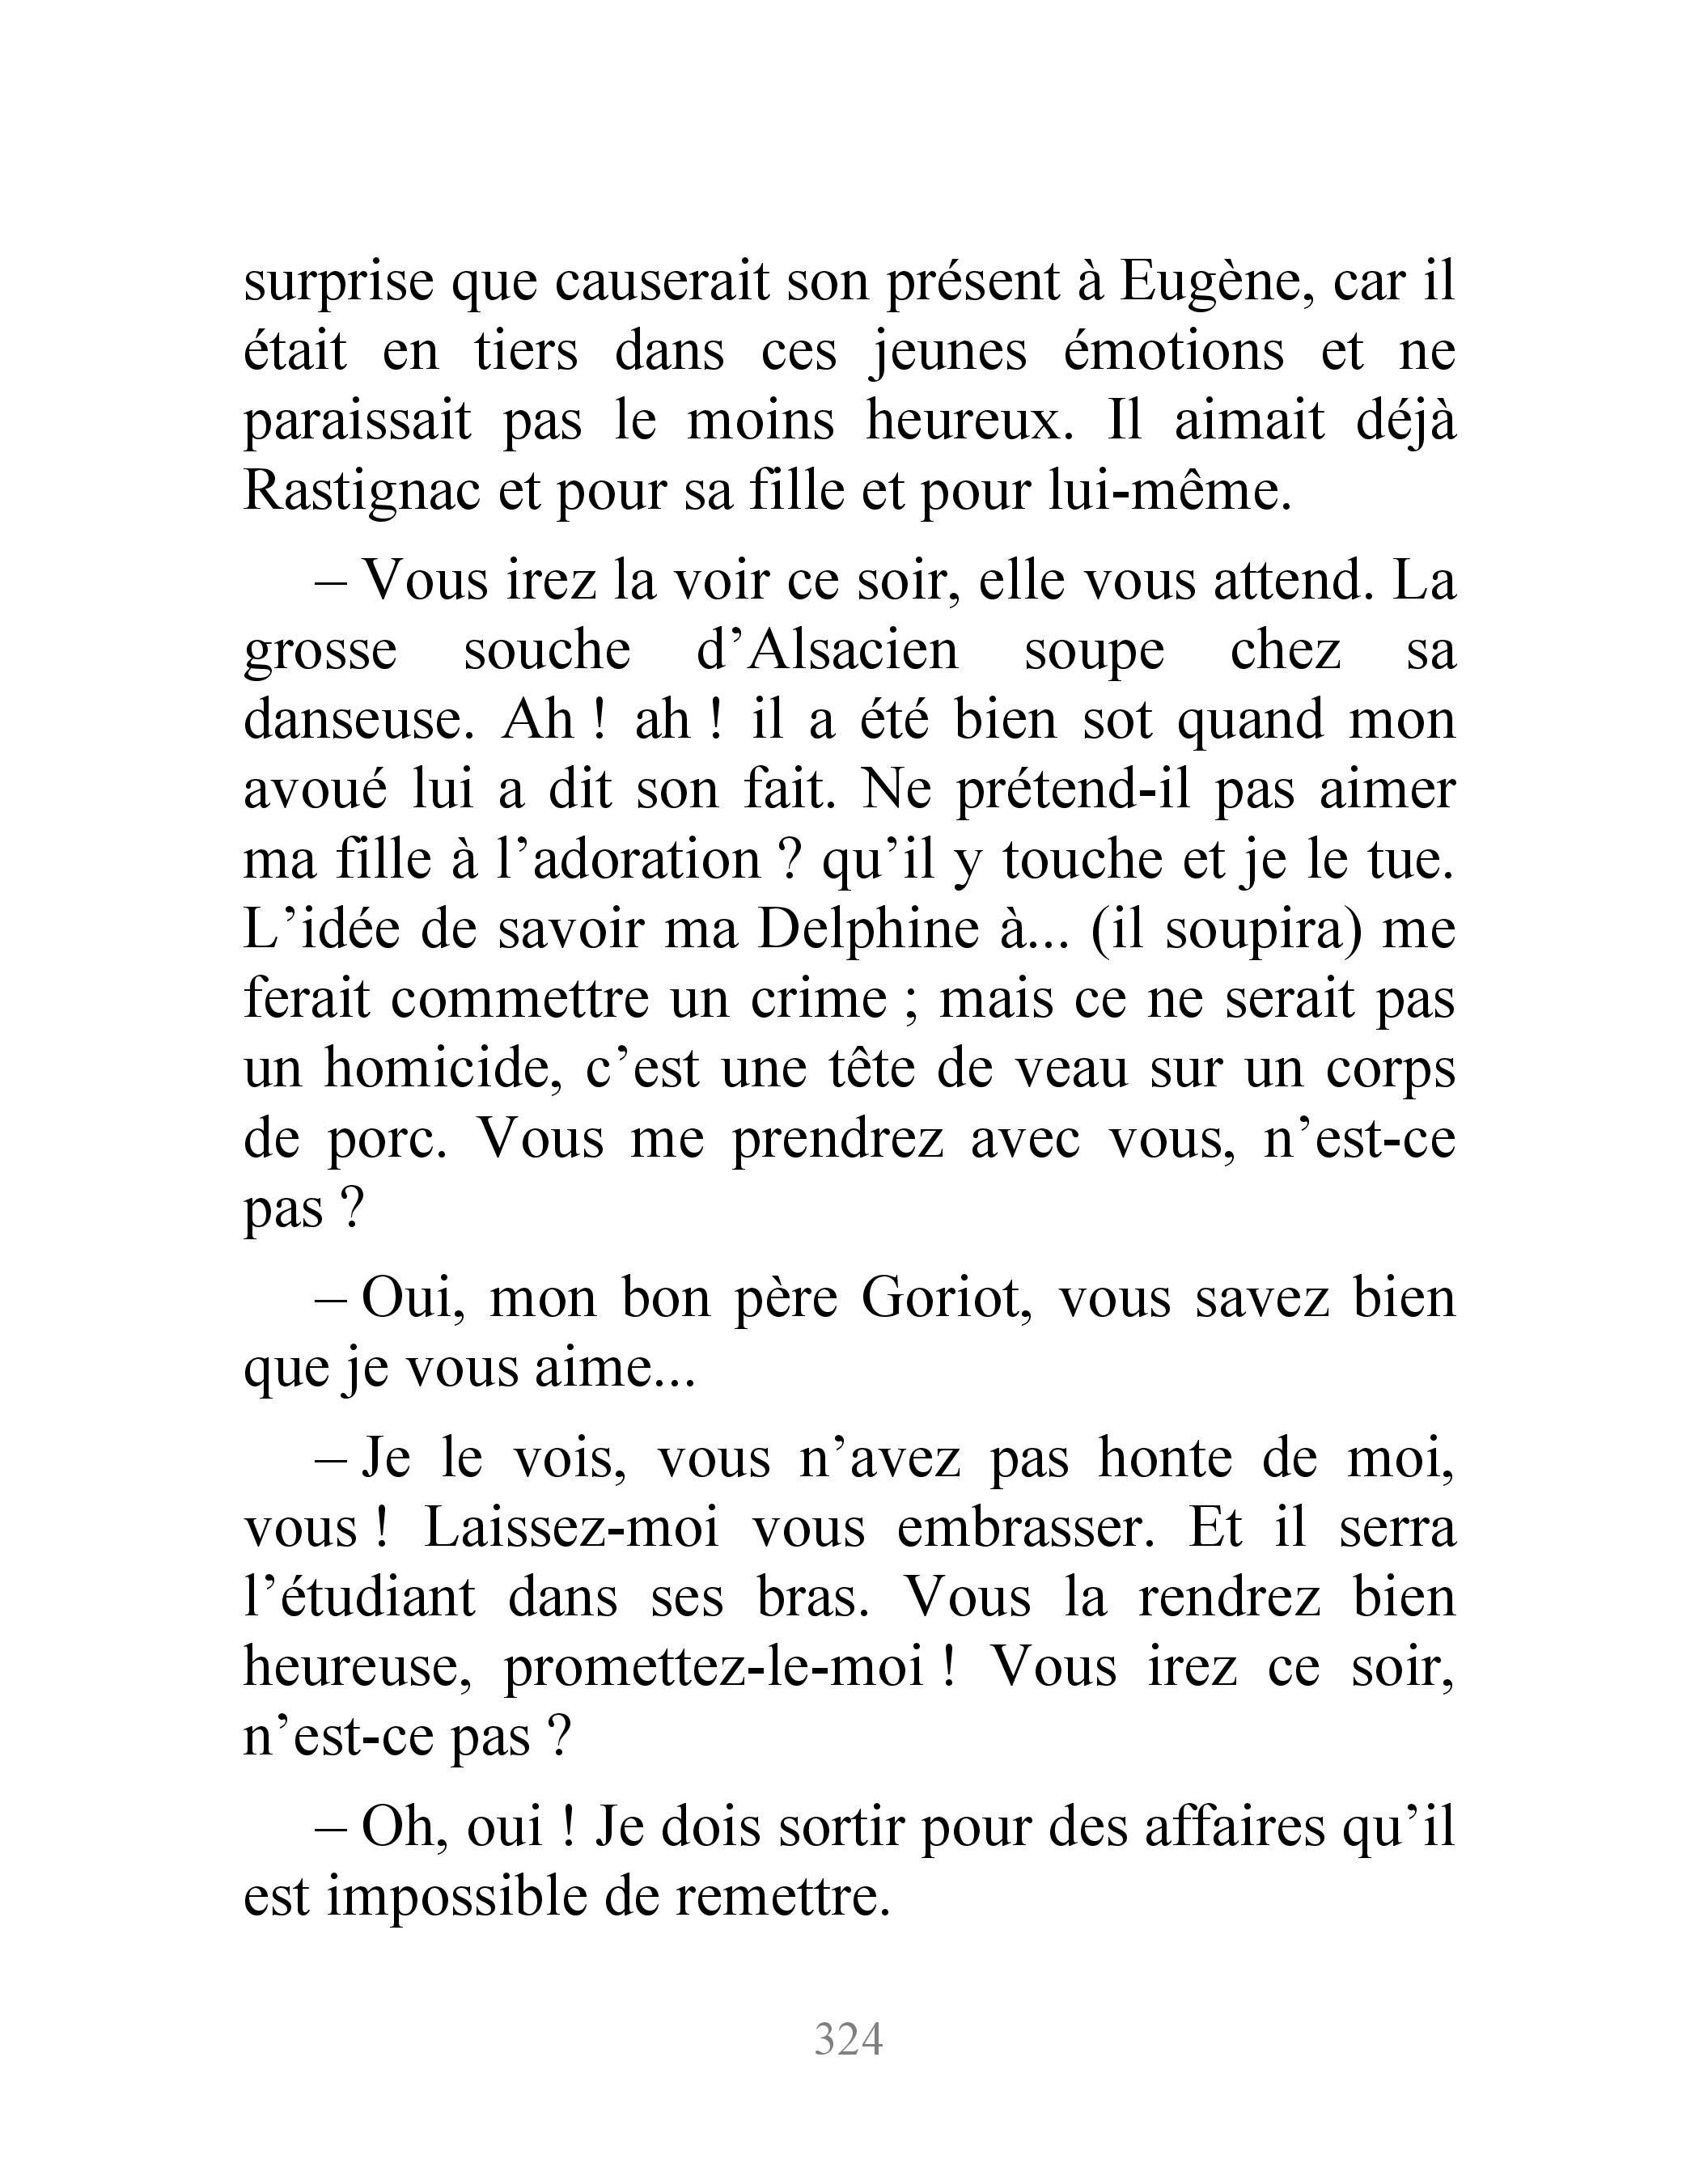 surprise que causerait son présent à Eugène, car il
était en tiers dans ces jeunes émotions et ne
paraissait pas le moins heureux. Il aimait déjà
Rastignac et pour sa fille et pour lui-même.
– Vous irez la voir ce soir, elle vous attend. La
grosse souche d’Alsacien soupe chez sa
danseuse. Ah ! ah ! il a été bien sot quand mon
avoué lui a dit son fait. Ne prétend-il pas aimer
ma fille à l’adoration ? qu’il y touche et je le tue.
L’idée de savoir ma Delphine à... (il soupira) me
ferait commettre un crime ; mais ce ne serait pas
un homicide, c’est une tête de veau sur un corps
de porc. Vous me prendrez avec vous, n’est-ce
pas ?
– Oui, mon bon père Goriot, vous savez bien
que je vous aime...
– Je le vois, vous n’avez pas honte de moi,
vous ! Laissez-moi vous embrasser. Et il serra
l’étudiant dans ses bras. Vous la rendrez bien
heureuse, promettez-le-moi ! Vous irez ce soir,
n’est-ce pas ?
– Oh, oui ! Je dois sortir pour des affaires qu’il
est impossible de remettre.
324